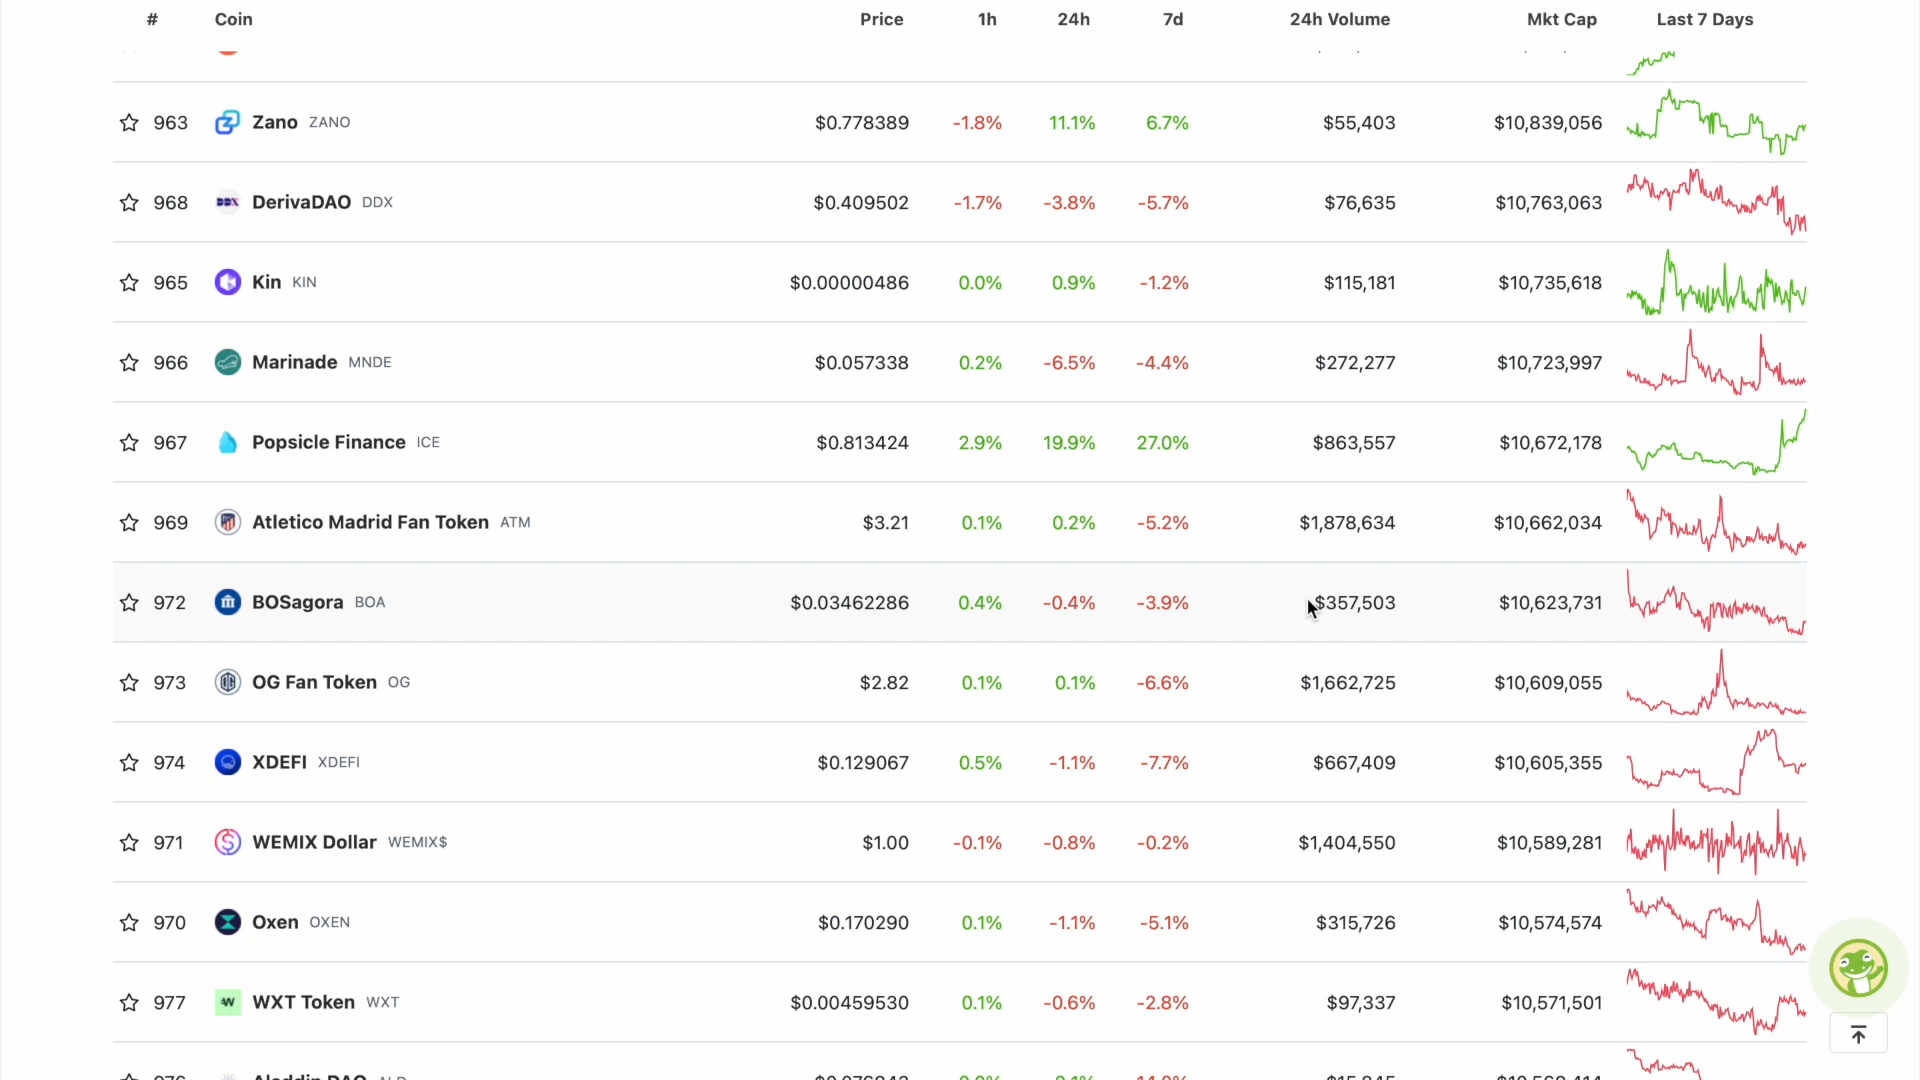 # Coin Price 1h 24h 7d 24h Volume Mkt Cap Last 7 Days
963 Zano ZANO $0.778389 -1.8% 11.1% 6.7% $55,403 $10,839,056
968 DerivaDAO DDX $0.409502 -1.7% -3.8% -5.7% $76,635 $10,763,063
965 Kin KIN $0.00000486 0.0% 0.9% -1.2% $115,181 $10,735,618
966 Marinade MNDE $0.057338 0.2% -6.5% -4.4% $272,277 $10,723,997
967 Popsicle Finance ICE $0.813424 2.9% 19.9% 27.0% $863,557 $10,672,178
969 Atletico Madrid Fan Token ATM $3.21 0.1% 0.2% -5.2% $1,878,634 $10,662,034
972 BOSagora BOA $0.03462286 0.4% -0.4% -3.9% $357,503 $10,623,731
973 OG Fan Token OG $2.82 0.1% 0.1% -6.6% $1,662,725 $10,609,055
974 XDEFI XDEFI $0.129067 0.5% -1.1% -7.7% $667,409 $10,605,355
971 WEMIX Dollar WEMIX$ $1.00 -0.1% -0.8% -0.2% $1,404,550 $10,589,281
970 Oxen OXEN $0.170290 0.1% -1.1% -5.1% $315,726 $10,574,574
977 WXT Token WXT $0.00459530 0.1% -0.6% -2.8% $97,337 $10,571,501
Aladdin DAO